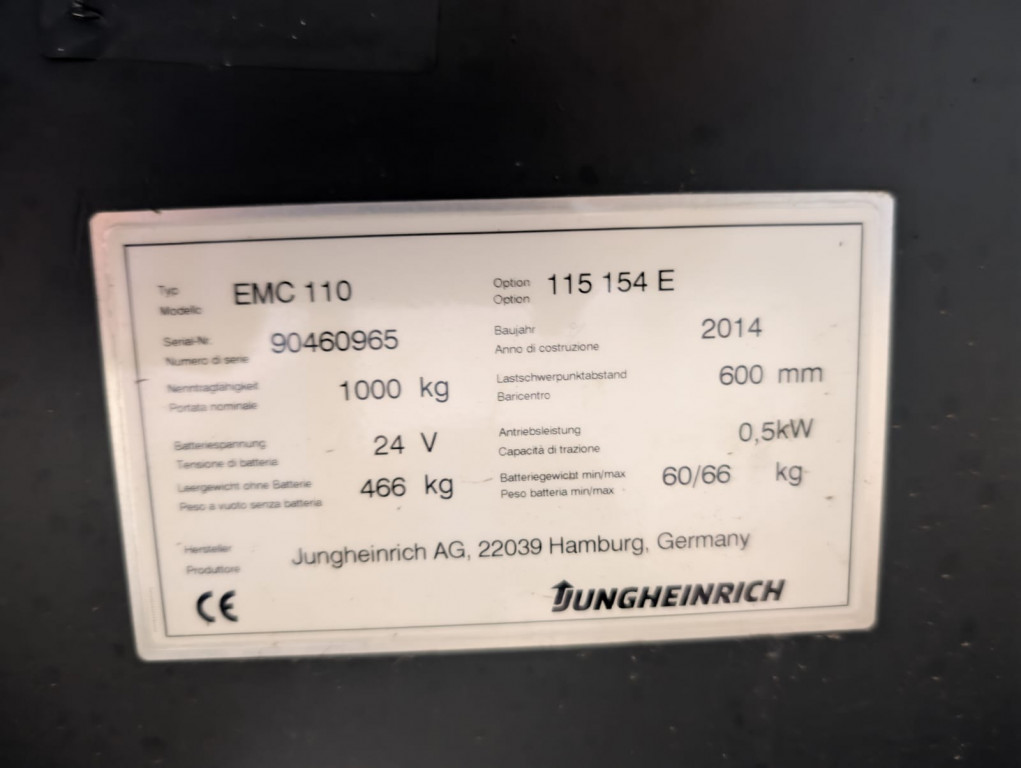 Typ
Modello
EMC 110
Option
Option
115 154 E
Serial-Nr.
Numero di serie
90460965
Baujahr
Anno di costruzione
2014
Nenntragfähigkeit
Portata nominale
1000 kg
Lastschwerpunktabstand
Baricentro
600 mm
Batteriespannung
Tensione di batteria
24 V
Antriebsleistung
Capacità di trazione
0,5kW
Leergewicht ohne Batterie
Peso a vuoto senza batteria
466 kg
Batteriegewicht min/max
Peso batteria min/max
60/66 kg
Hersteller
Produttore
Jungheinrich AG, 22039 Hamburg, Germany
CE
JUNGHEINRICH